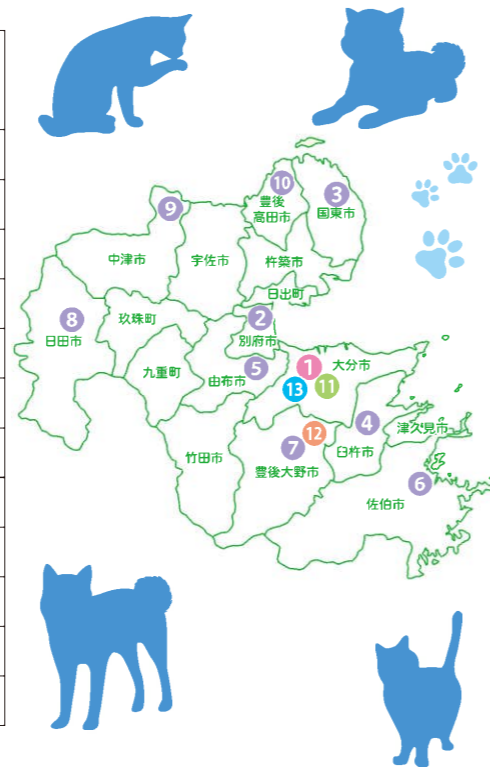 10
豊後
高田市
3
国東市
9
中津市
宇佐市
杵築市
日出町
8
日田市
玖珠町
2
別府市
九重町
由布市
5
1
大分市
13
11
竹田市
12
7
豊後大野市
4
臼杵市
津久見市
6
佐伯市